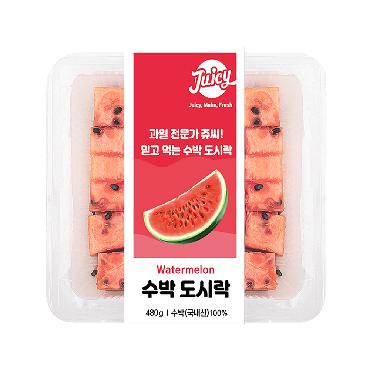 Juicy
Juicy, Make, Fresh
과일 전문가 쥬씨!
믿고 먹는 수박 도시락
Watermelon
수박 도시락
480g I 수박(국내산)100%